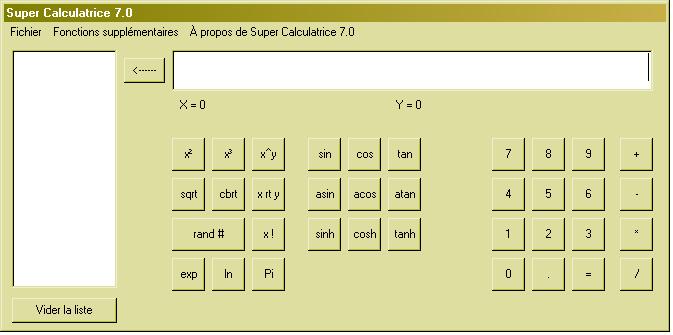 Super Calculatrice 7.0
Fichier Fonctions supplémentaires À propos de Super Calculatrice 7.0
<------
X = 0 Y = 0
x² x³ x^y sin cos tan 7 8 9 +
sqrt cbrt x rt y asin acos atan 4 5 6 -
rand # x ! sinh cosh tanh 1 2 3 *
exp ln Pi 0 . = /
Vider la liste